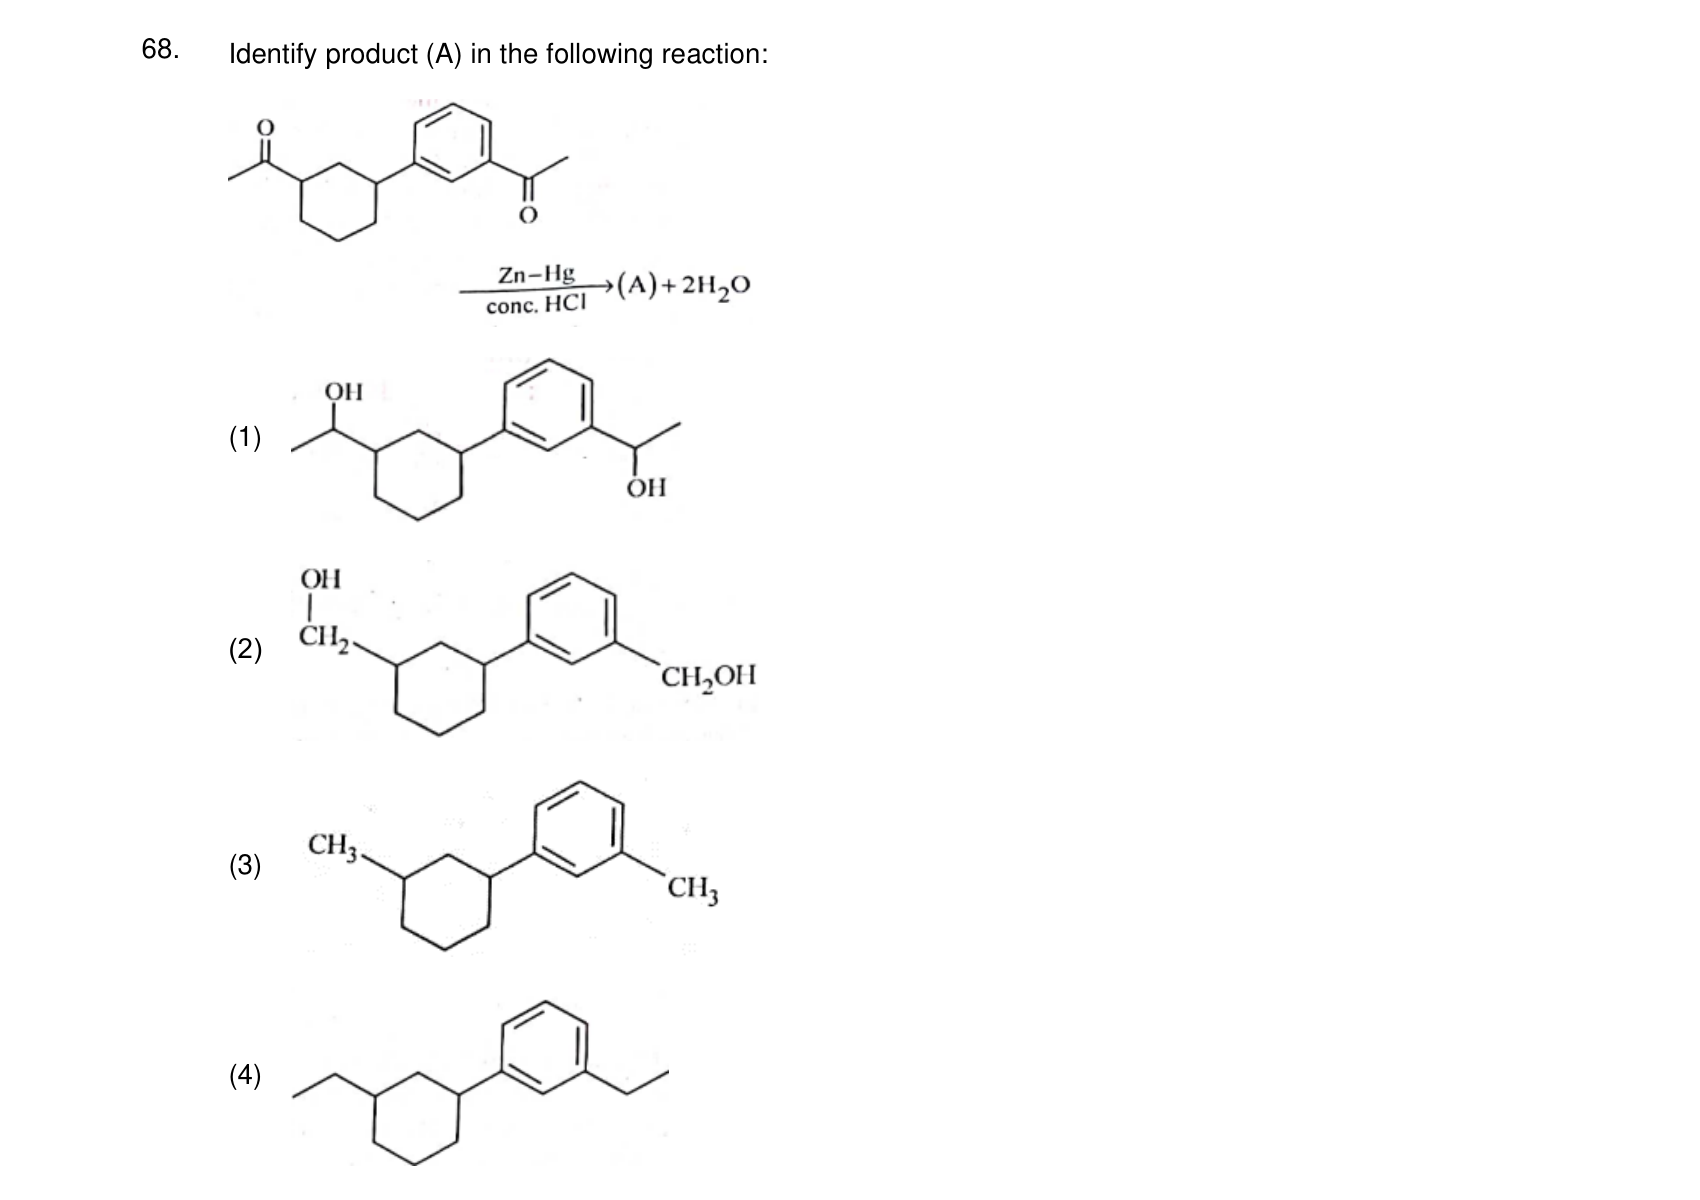 68. Identify product (A) in the following reaction:
O
O
Zn–Hg
conc. HCl
→(A)+2H₂O
(1)
OH
OH
(2)
OH
CH₂
CH₂OH
(3)
CH₃
CH₃
(4)